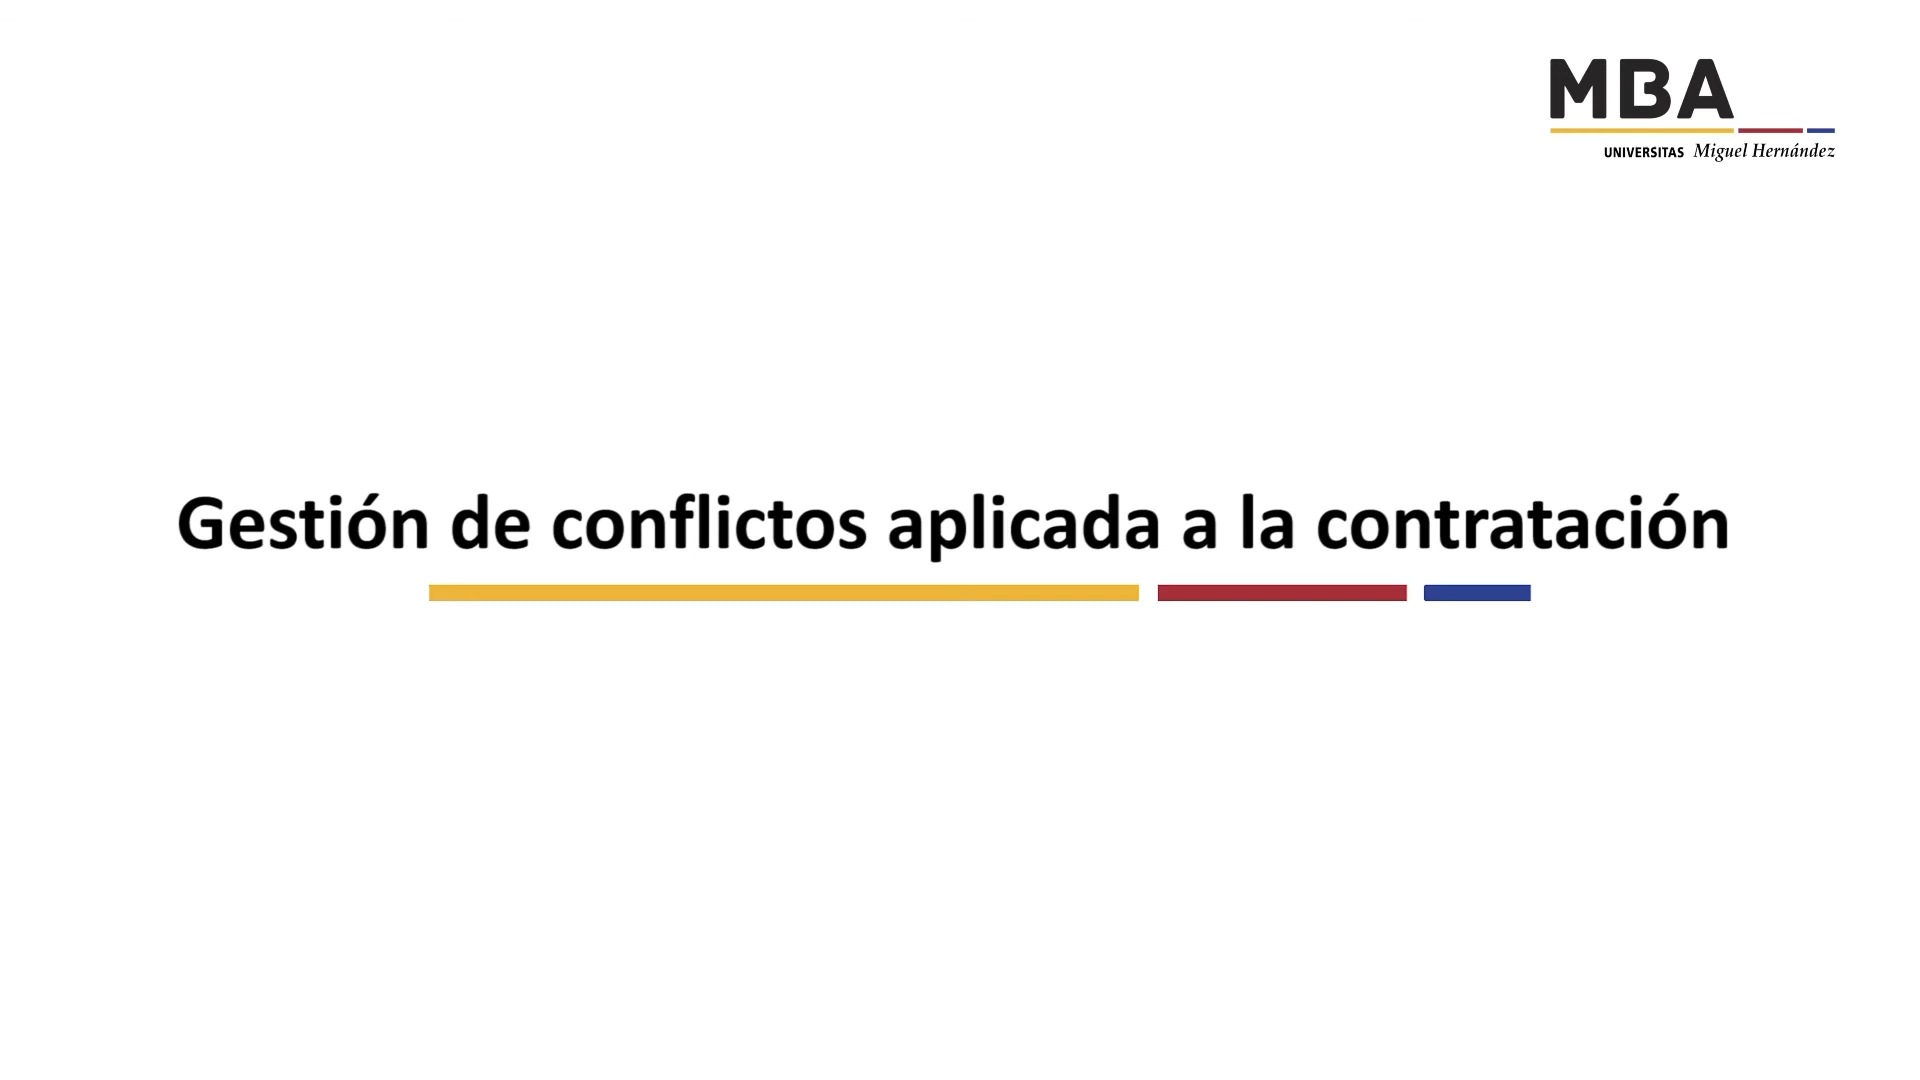 MBA
UNIVERSITAS Miguel Hernández
Gestión de conflictos aplicada a la contratación